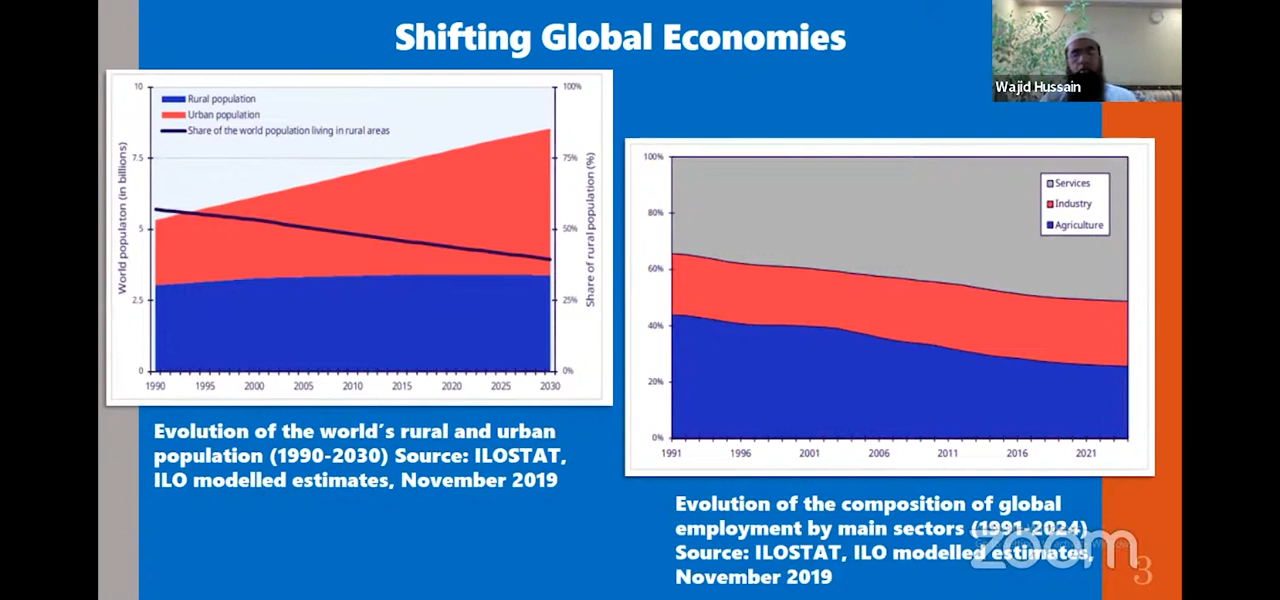 Shifting Global Economies
Wajid Hussain
10
7.5
5
2.5
0
World populaton (in billions)
Rural population
Urban population
Share of the world population living in rural areas
100%
75%
50%
25%
0%
Share of rural population (%)
1990 1995 2000 2005 2010 2015 2020 2025 2030
Evolution of the world's rural and urban
population (1990-2030) Source: ILOSTAT,
ILO modelled estimates, November 2019
100%
80%
60%
40%
20%
0%
Services
Industry
Agriculture
1991 1996 2001 2006 2011 2016 2021
Evolution of the composition of global
employment by main sectors (1991-2024)
Source: ILOSTAT, ILO modelled estimates,
November 2019
zoom
3